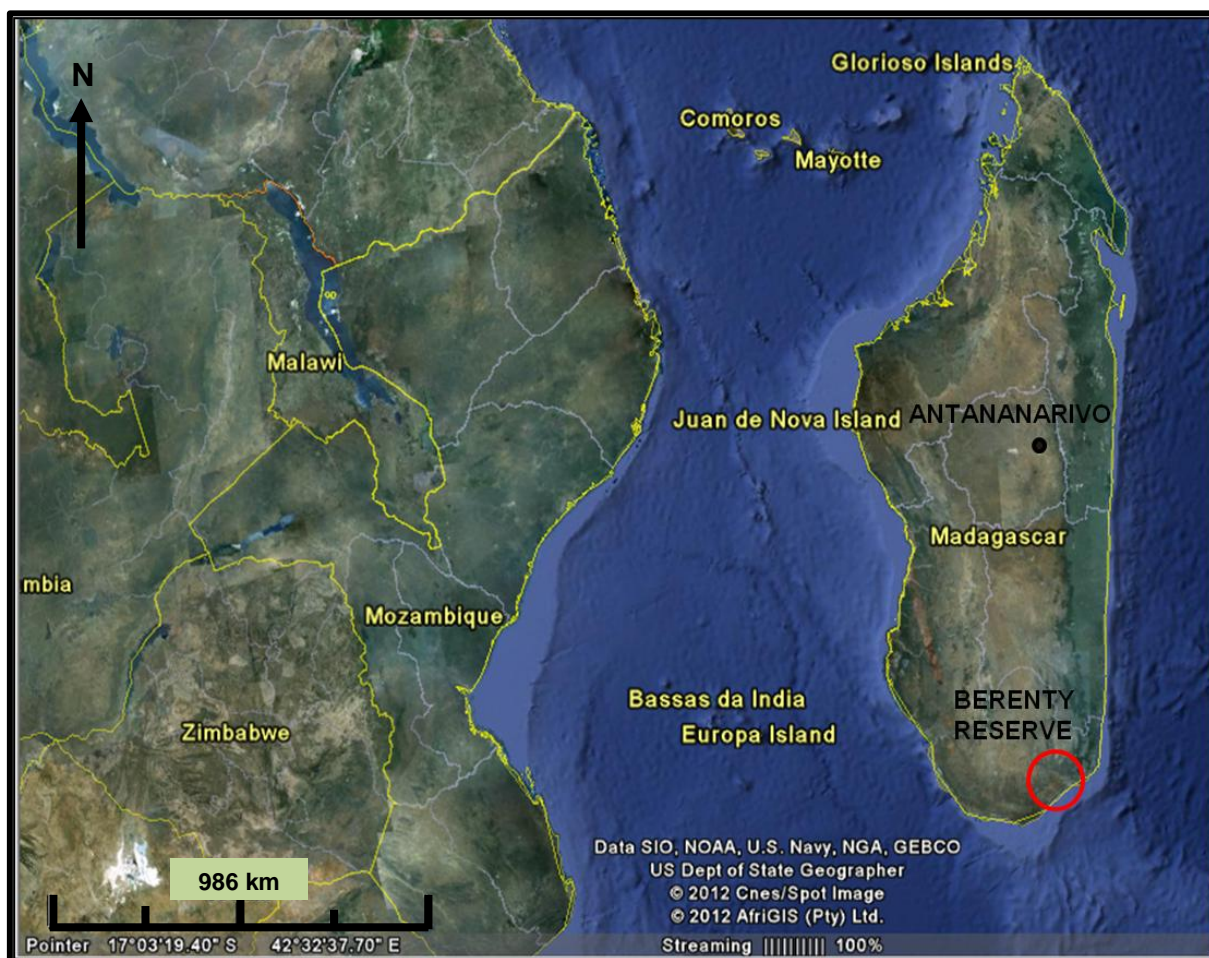 N
Glorioso Islands
Comoros
Mayotte
Malawi
Juan de Nova Island
ANTANANARIVO
Madagascar
mbia
Mozambique
Bassas da India
Europa Island
BERENTY
RESERVE
Zimbabwe
Data SIO, NOAA, U.S. Navy, NGA, GEBCO
US Dept of State Geographer
© 2012 Cnes/Spot Image
© 2012 AfriGIS (Pty) Ltd.
986 km
Pointer 17°03'19.40" S 42°32'37.70" E Streaming |||||||||| 100%